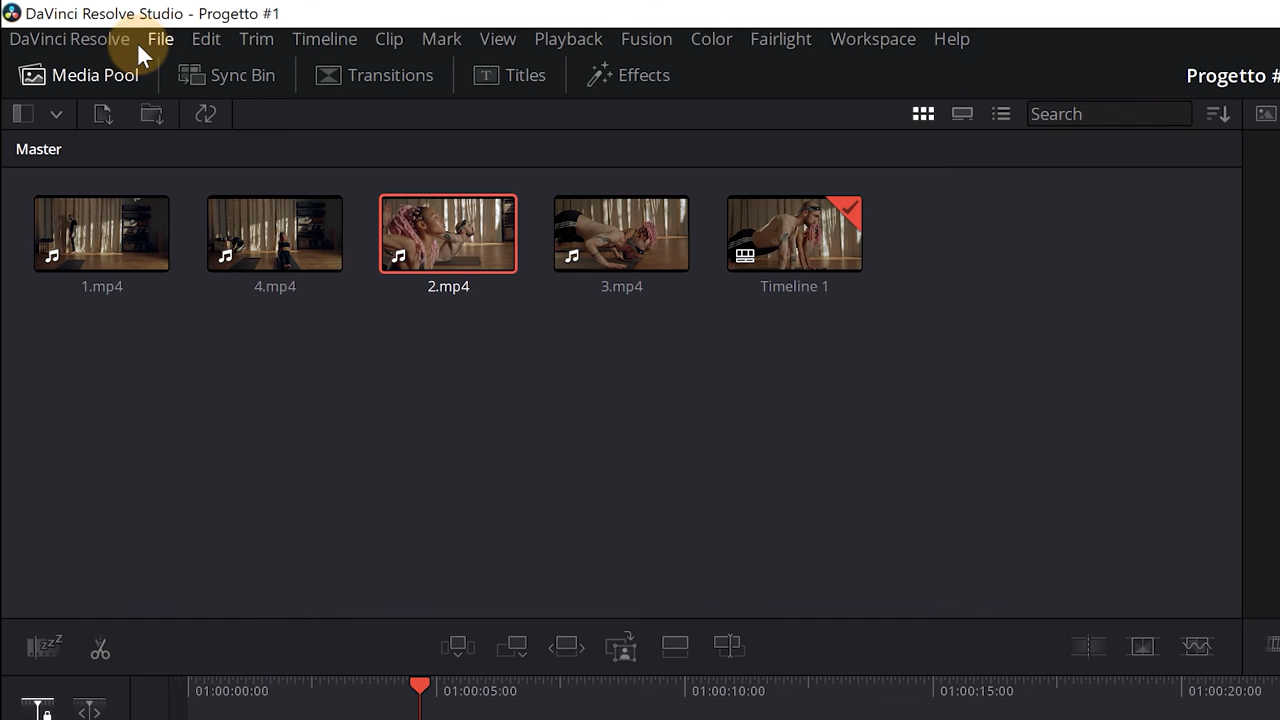 DaVinci Resolve Studio - Progetto #1
DaVinci Resolve File Edit Trim Timeline Clip Mark View Playback Fusion Color Fairlight Workspace Help
Media Pool Sync Bin Transitions T Titles Effects Progetto #
Search
Master
1.mp4 4.mp4 2.mp4 3.mp4 Timeline 1
zzZ
01:00:00:00 01:00:05:00 01:00:10:00 01:00:15:00 01:00:20:00